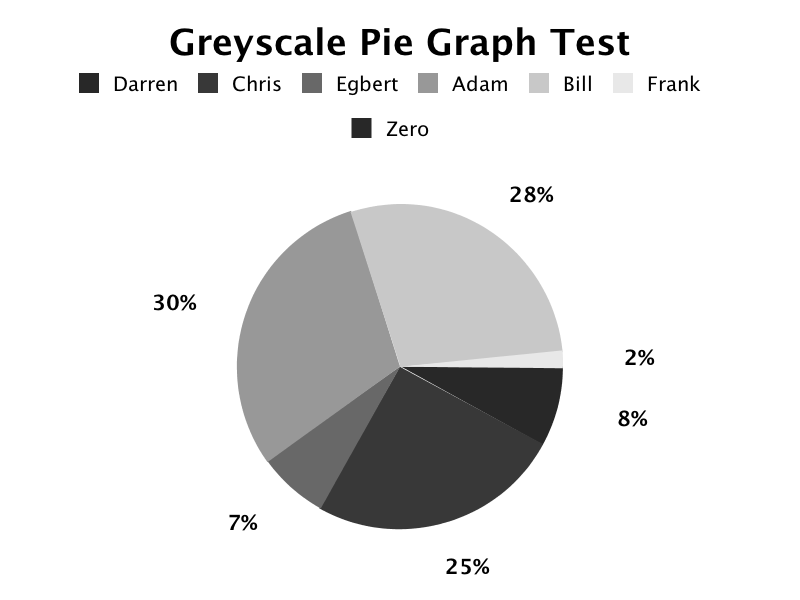 Greyscale Pie Graph Test
Darren Chris Egbert Adam Bill Frank
Zero
28%
30%
2%
8%
7%
25%